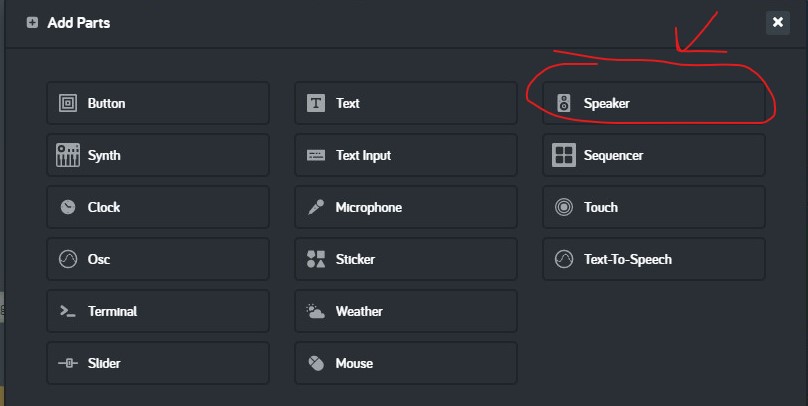 Add Parts
Button
Text
Speaker
Synth
Text Input
Sequencer
Clock
Microphone
Touch
Osc
Sticker
Text-To-Speech
Terminal
Weather
Slider
Mouse